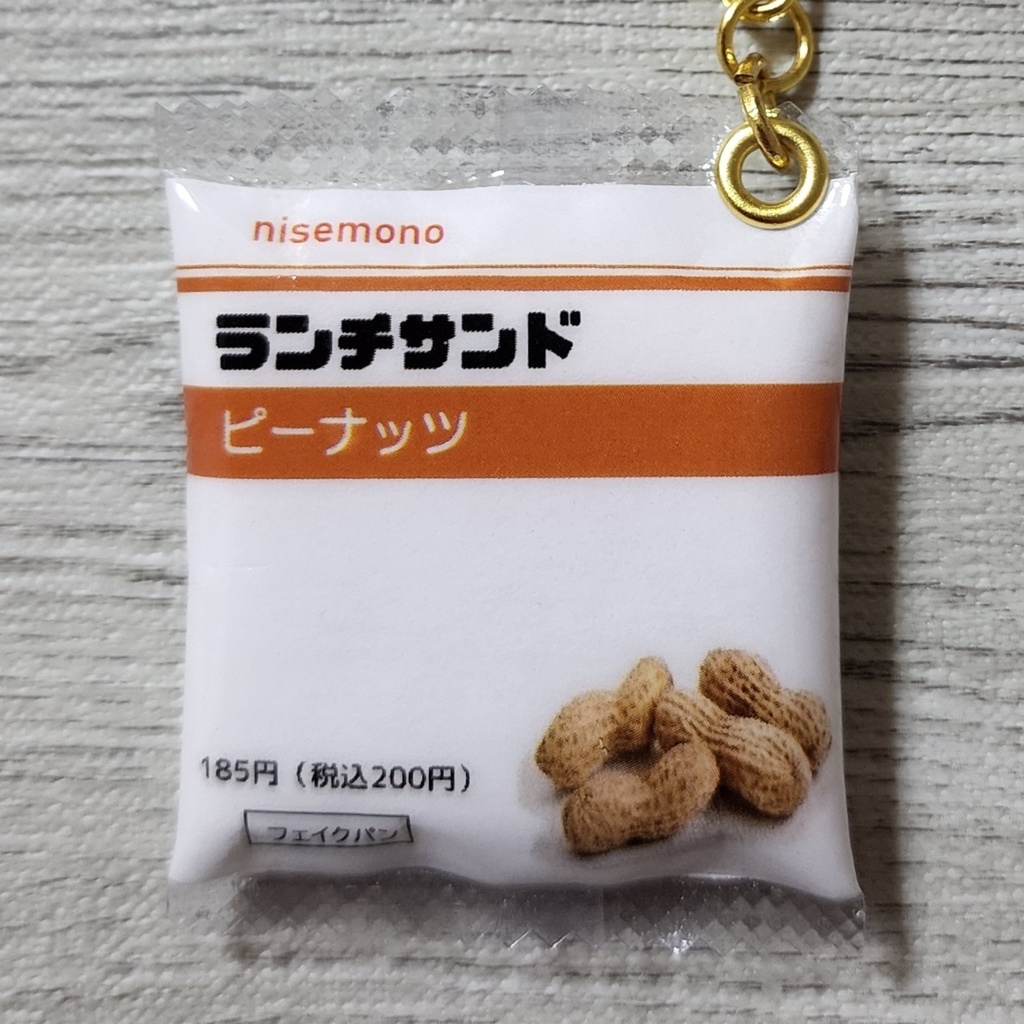 nisemono
ランチサンド
ピーナッツ
185円（税込200円）
フェイクパン